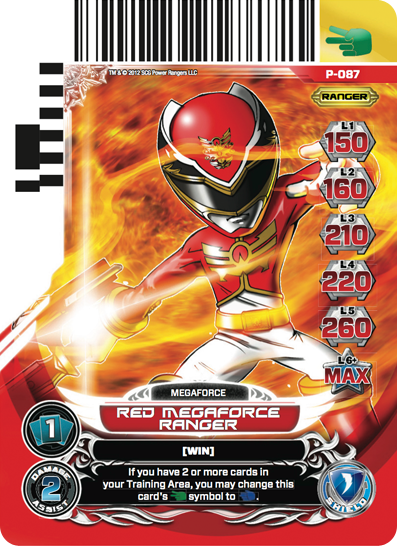 P-087
TM & © 2012 SCG Power Rangers LLC
RANGER
L1
150
L2
160
L3
210
L4
220
L5
260
L6+
MAX
MEGAFORCE
RED MEGAFORCE
RANGER
1
[WIN]
If you have 2 or more cards in
your Training Area, you may change this
card's symbol to .
DAMAGE
2
ASSIST
SHIELD